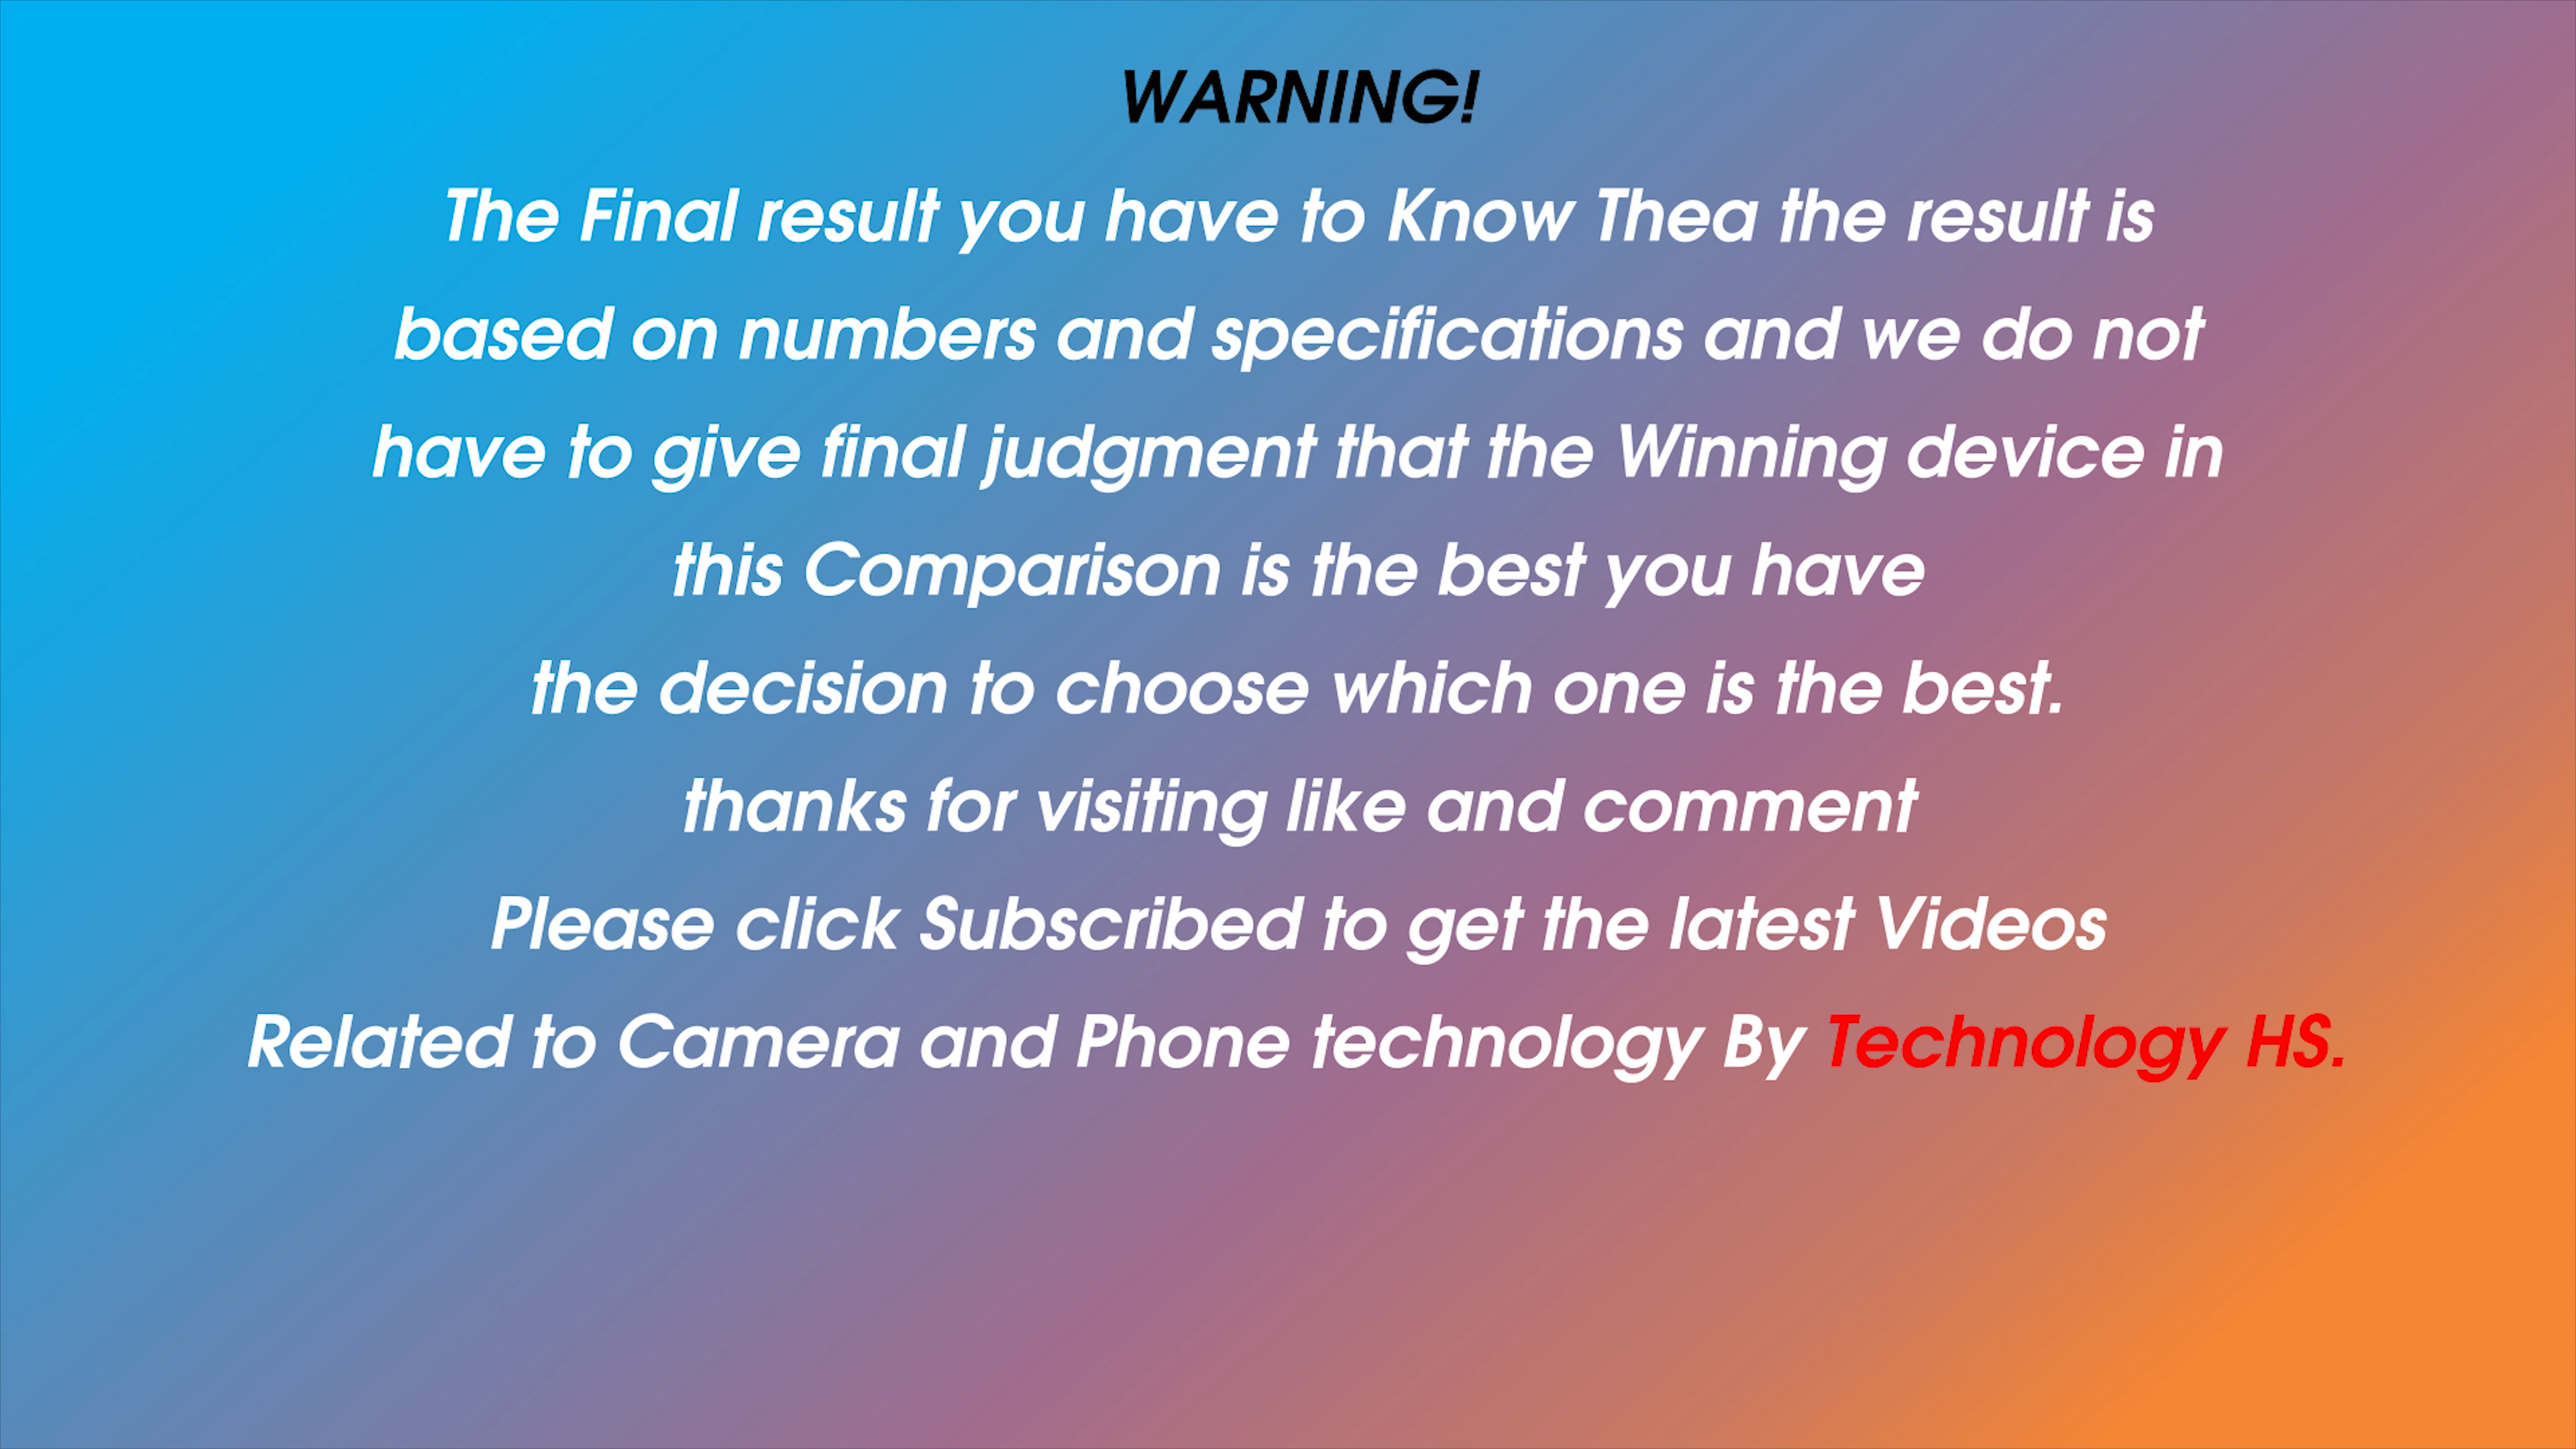 WARNING!
The Final result you have to Know Thea the result is
based on numbers and specifications and we do not
have to give final judgment that the Winning device in
this Comparison is the best you have
the decision to choose which one is the best.
thanks for visiting like and comment
Please click Subscribed to get the latest Videos
Related to Camera and Phone technology By Technology HS.